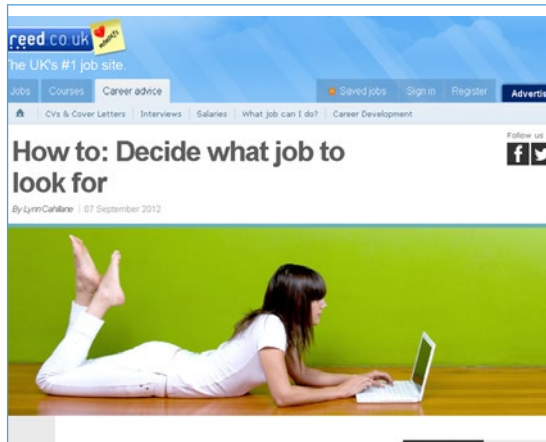 reed.co.uk
The UK's #1 job site.
Jobs Courses Career advice Saved jobs Sign in Register Advertis
CVs & Cover Letters Interviews Salaries What job can I do? Career Development
How to: Decide what job to
look for
Follow us
By Lynn Cahillane 07 September 2012